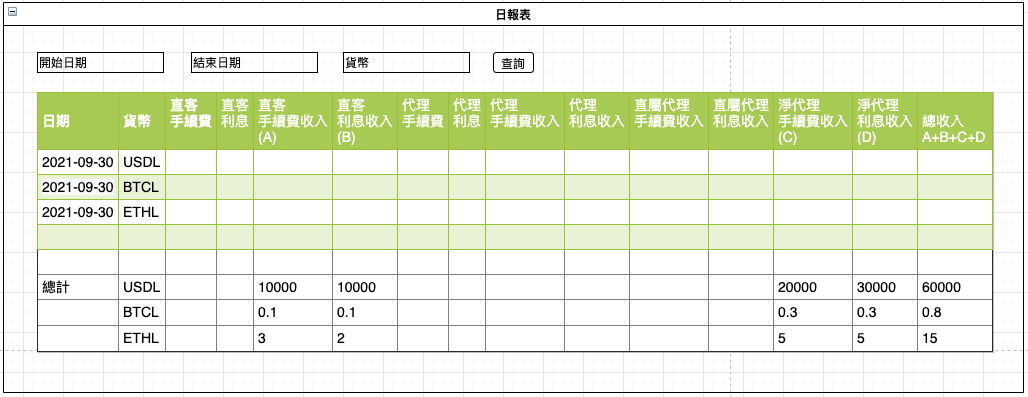 日報表
開始日期 結束日期 貨幣 查詢
日期 貨幣 直客 手續費 直客 利息 直客 手續費收入 (A) 直客 利息收入 (B) 代理 手續費 代理 利息 代理 手續費收入 代理 利息收入 直屬代理 手續費收入 直屬代理 利息收入 淨代理 手續費收入 (C) 淨代理 利息收入 (D) 總收入 A+B+C+D
2021-09-30 USDL
2021-09-30 BTCL
2021-09-30 ETHL
總計 USDL 10000 10000 20000 30000 60000
BTCL 0.1 0.1 0.3 0.3 0.8
ETHL 3 2 5 5 15